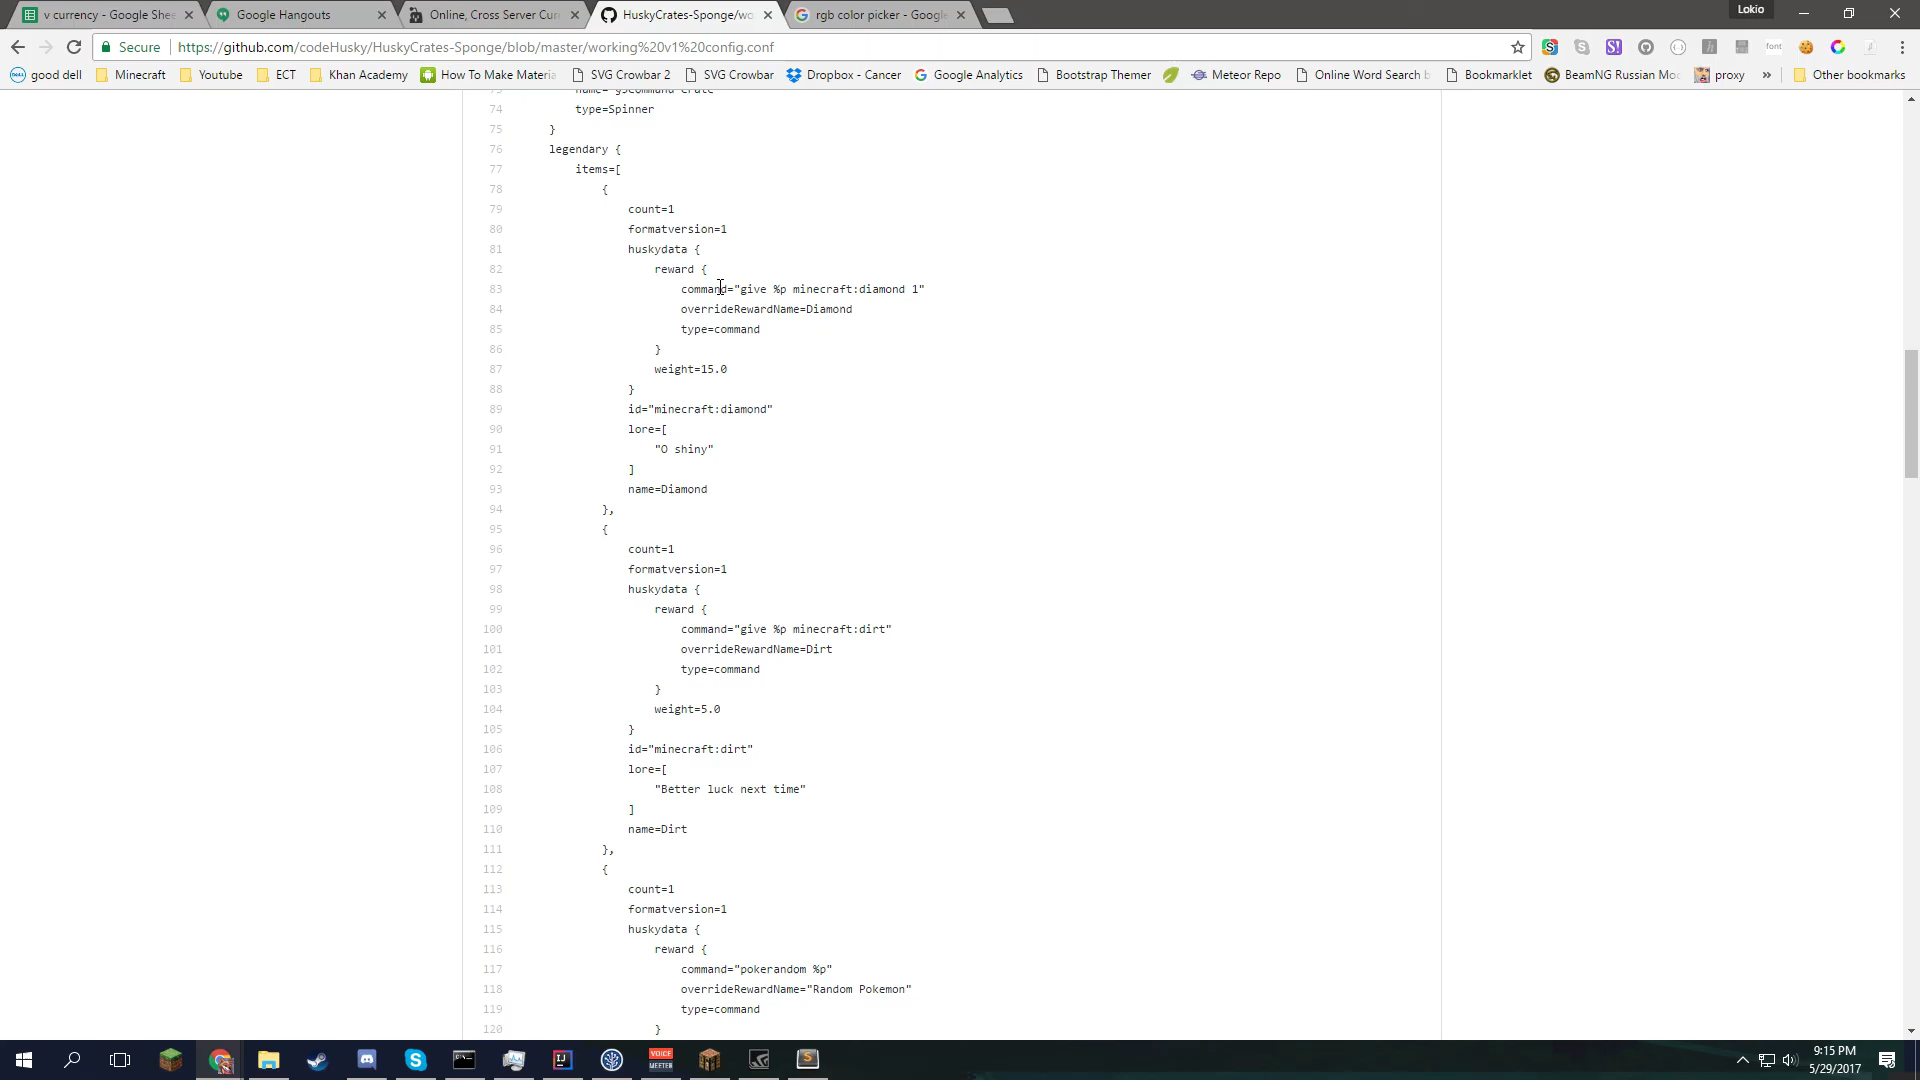 v currency - Google Shee
Google Hangouts
Online, Cross Server Cur
HuskyCrates-Sponge/wo
rgb color picker - Google
Lokio
Secure
https://github.com/codeHusky/HuskyCrates-Sponge/blob/master/working%20v1%20config.conf
good dell
Minecraft
Youtube
ECT
Khan Academy
How To Make Materia
SVG Crowbar 2
SVG Crowbar
Dropbox - Cancer
Google Analytics
Bootstrap Themer
Meteor Repo
Online Word Search b
Bookmarklet
BeamNG Russian Mo
proxy
»
Other bookmarks
74 type=Spinner
75 }
76 legendary {
77 items=[
78 {
79 count=1
80 formatversion=1
81 huskydata {
82 reward {
83 command="give %p minecraft:diamond 1"
84 overrideRewardName=Diamond
85 type=command
86 }
87 weight=15.0
88 }
89 id="minecraft:diamond"
90 lore=[
91 "O shiny"
92 ]
93 name=Diamond
94 },
95 {
96 count=1
97 formatversion=1
98 huskydata {
99 reward {
100 command="give %p minecraft:dirt"
101 overrideRewardName=Dirt
102 type=command
103 }
104 weight=5.0
105 }
106 id="minecraft:dirt"
107 lore=[
108 "Better luck next time"
109 ]
110 name=Dirt
111 },
112 {
113 count=1
114 formatversion=1
115 huskydata {
116 reward {
117 command="pokerandom %p"
118 overrideRewardName="Random Pokemon"
119 type=command
120 }
VOICE
MEETER
9:15 PM
5/29/2017